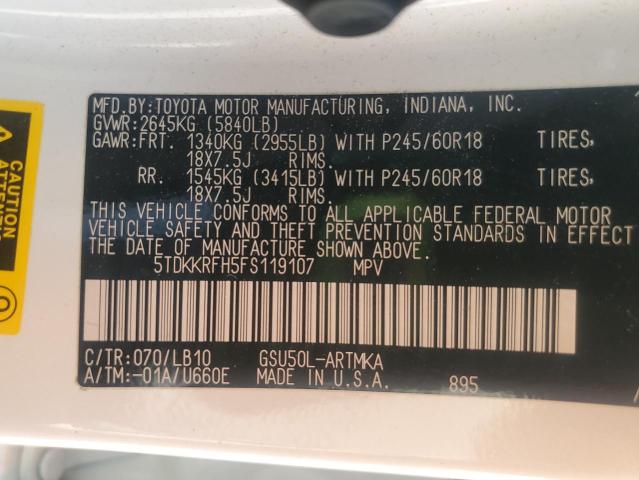 MFD.BY:TOYOTA MOTOR MANUFACTURING, INDIANA, INC.
GVWR:2645KG (5840LB)
GAWR:FRT. 1340KG (2955LB) WITH P245/60R18 TIRES,
18X7.5J RIMS.
RR. 1545KG (3415LB) WITH P245/60R18 TIRES,
18X7.5J RIMS.
THIS VEHICLE CONFORMS TO ALL APPLICABLE FEDERAL MOTOR
VEHICLE SAFETY AND THEFT PREVENTION STANDARDS IN EFFECT ON
THE DATE OF MANUFACTURE SHOWN ABOVE.
5TDKKRFH5FS119107 MPV
C/TR:070/LB10 GSU50L-ARTMKA
A/TM:-01A/U660E MADE IN U.S.A. 895
CAUTION